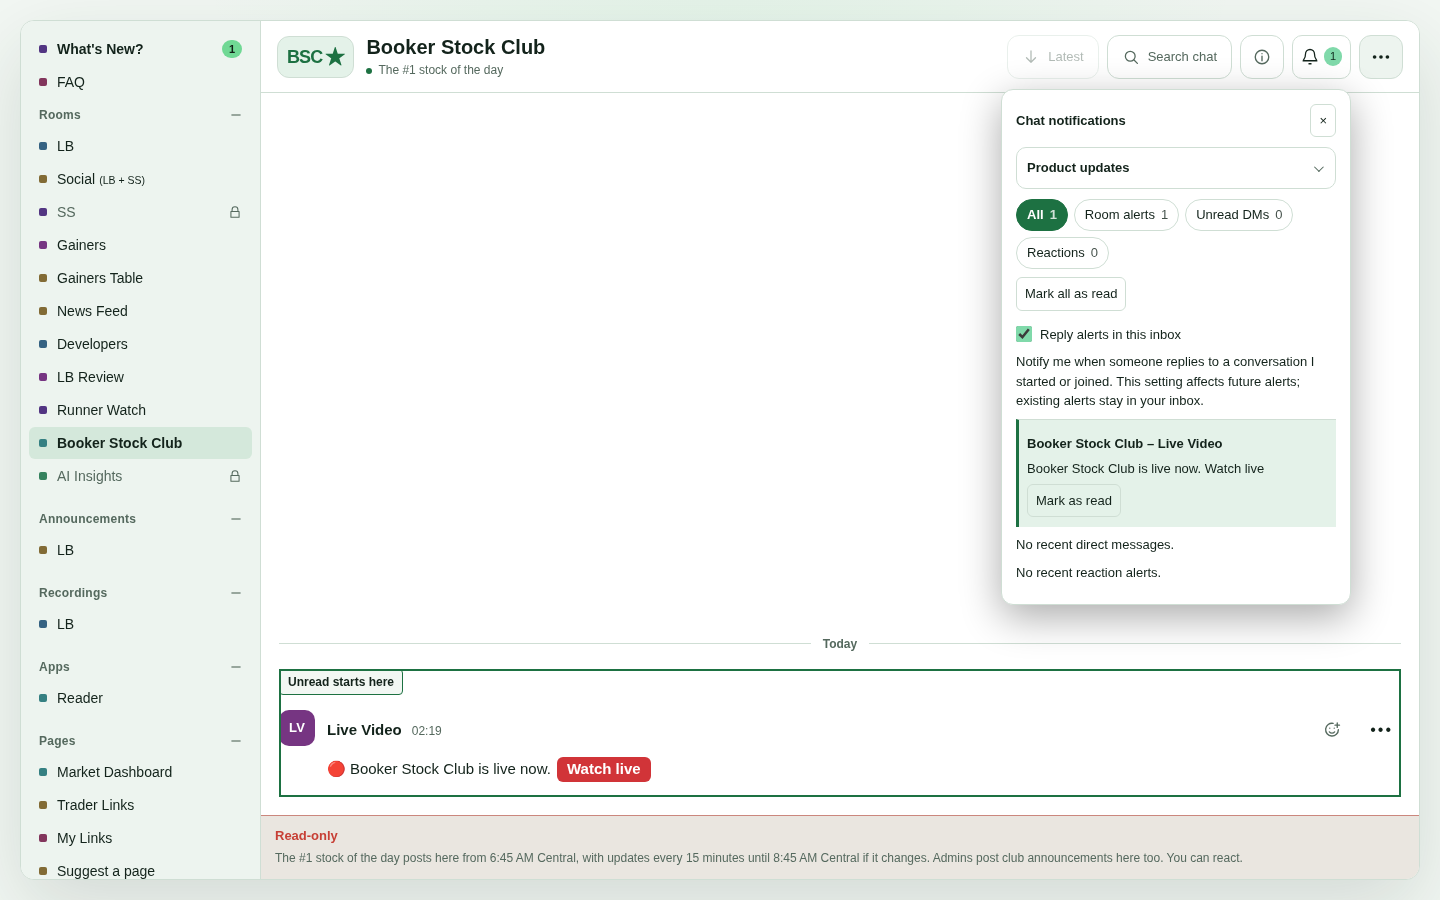 What's New? 1
FAQ
Rooms
LB
Social (LB + SS)
SS
Gainers
Gainers Table
News Feed
Developers
LB Review
Runner Watch
Booker Stock Club
AI Insights
Announcements
LB
Recordings
LB
Apps
Reader
Pages
Market Dashboard
Trader Links
My Links
Suggest a page
BSC★
Booker Stock Club
The #1 stock of the day
Latest
Search chat
1
Chat notifications
×
Product updates
All 1
Room alerts 1
Unread DMs 0
Reactions 0
Mark all as read
Reply alerts in this inbox
Notify me when someone replies to a conversation I
started or joined. This setting affects future alerts;
existing alerts stay in your inbox.
Booker Stock Club – Live Video
Booker Stock Club is live now. Watch live
Mark as read
No recent direct messages.
No recent reaction alerts.
Today
Unread starts here
LV
Live Video 02:19
🔴 Booker Stock Club is live now. Watch live
Read-only
The #1 stock of the day posts here from 6:45 AM Central, with updates every 15 minutes until 8:45 AM Central if it changes. Admins post club announcements here too. You can react.